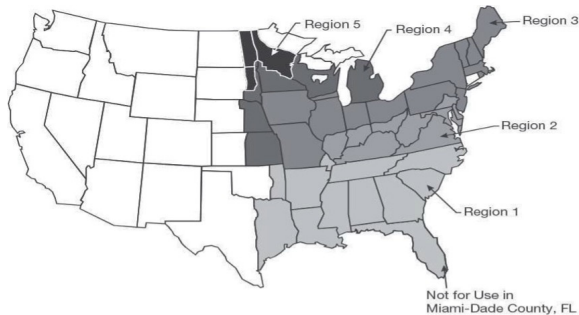 Region 5
Region 4
Region 3
Region 2
Region 1
Not for Use in
Miami-Dade County, FL